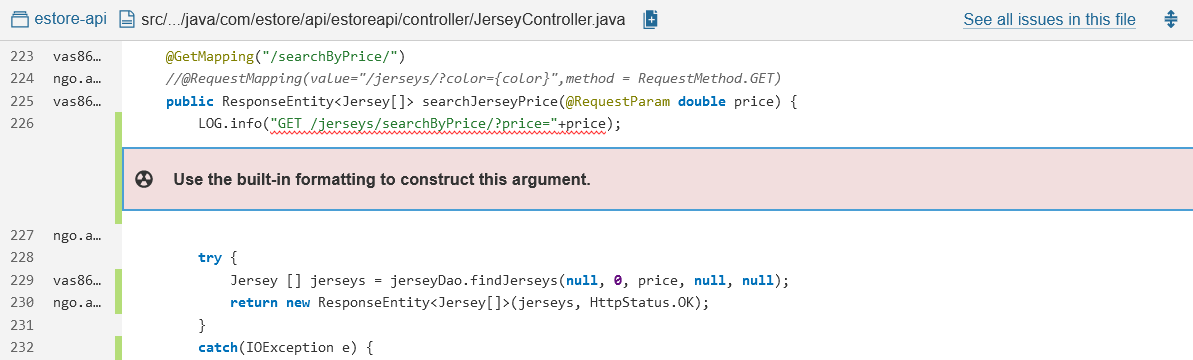 estore-api src/.../java/com/estore/api/estoreapi/controller/JerseyController.java See all issues in this file
223 vas86… @GetMapping("/searchByPrice/")
224 ngo.a… //@RequestMapping(value="/jerseys/?color={color}",method = RequestMethod.GET)
225 vas86… public ResponseEntity<Jersey[]> searchJerseyPrice(@RequestParam double price) {
226 LOG.info("GET /jerseys/searchByPrice/?price="+price);
Use the built-in formatting to construct this argument.
227 ngo.a…
228 try {
229 vas86… Jersey [] jerseys = jerseyDao.findJerseys(null, 0, price, null, null);
230 ngo.a… return new ResponseEntity<Jersey[]>(jerseys, HttpStatus.OK);
231 }
232 catch(IOException e) {